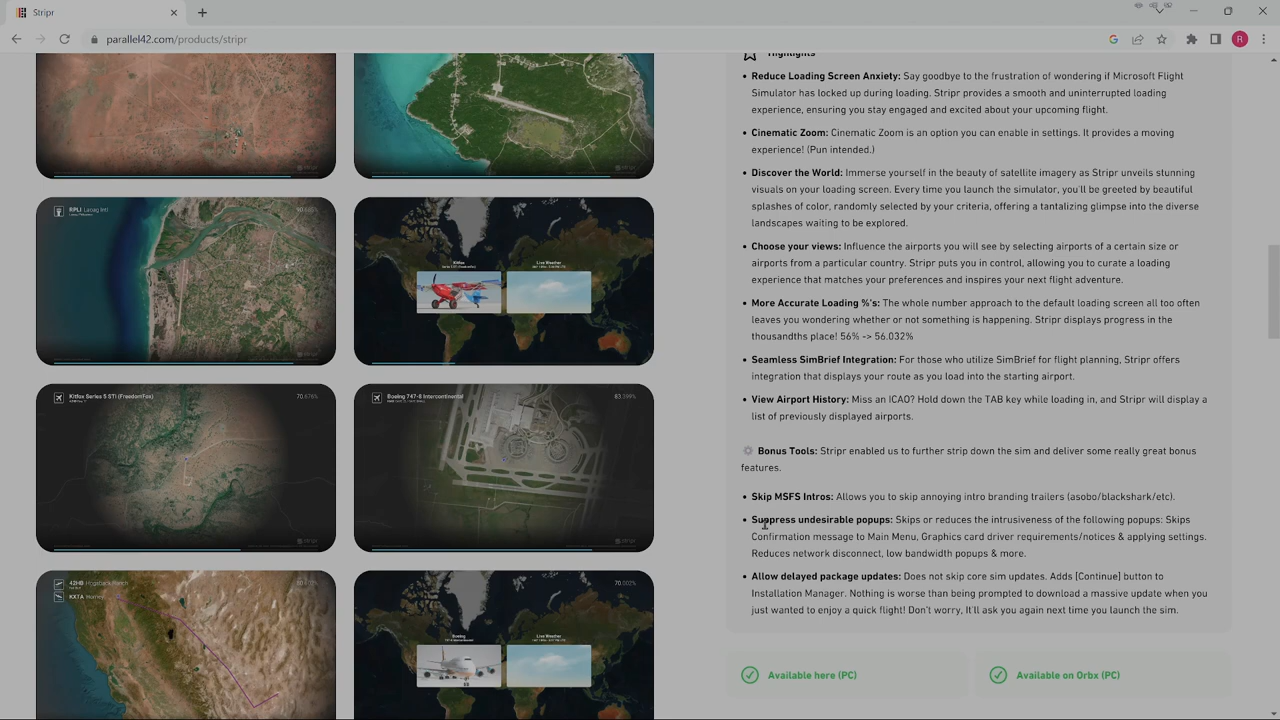 Stripr
parallel42.com/products/stripr
R
RPLI Laoag Intl
Kitfox
Live Weather
Kitfox Series 5 STi (FreedomFox)
70.676%
Boeing 747-8 Intercontinental
83.399%
42HB Hogsback Ranch
KXTA Homey
Boeing
Live Weather
70.002%
Highlights
• Reduce Loading Screen Anxiety: Say goodbye to the frustration of wondering if Microsoft Flight
Simulator has locked up during loading. Stripr provides a smooth and uninterrupted loading
experience, ensuring you stay engaged and excited about your upcoming flight.
• Cinematic Zoom: Cinematic Zoom is an option you can enable in settings. It provides a moving
experience! (Pun intended.)
• Discover the World: Immerse yourself in the beauty of satellite imagery as Stripr unveils stunning
visuals on your loading screen. Every time you launch the simulator, you'll be greeted by beautiful
splashes of color, randomly selected by your criteria, offering a tantalizing glimpse into the diverse
landscapes waiting to be explored.
• Choose your views: Influence the airports you will see by selecting airports of a certain size or
airports from a particular country. Stripr puts you in control, allowing you to curate a loading
experience that matches your preferences and inspires your next flight adventure.
• More Accurate Loading %'s: The whole number approach to the default loading screen all too often
leaves you wondering whether or not something is happening. Stripr displays progress in the
thousandths place! 56% -> 56.032%
• Seamless SimBrief Integration: For those who utilize SimBrief for flight planning, Stripr offers
integration that displays your route as you load into the starting airport.
• View Airport History: Miss an ICAO? Hold down the TAB key while loading in, and Stripr will display a
list of previously displayed airports.
Bonus Tools: Stripr enabled us to further strip down the sim and deliver some really great bonus
features.
• Skip MSFS Intros: Allows you to skip annoying intro branding trailers (asobo/blackshark/etc).
• Suppress undesirable popups: Skips or reduces the intrusiveness of the following popups: Skips
Confirmation message to Main Menu, Graphics card driver requirements/notices & applying settings.
Reduces network disconnect, low bandwidth popups & more.
• Allow delayed package updates: Does not skip core sim updates. Adds [Continue] button to
Installation Manager. Nothing is worse than being prompted to download a massive update when you
just wanted to enjoy a quick flight! Don't worry, It'll ask you again next time you launch the sim.
Available here (PC)
Available on Orbx (PC)